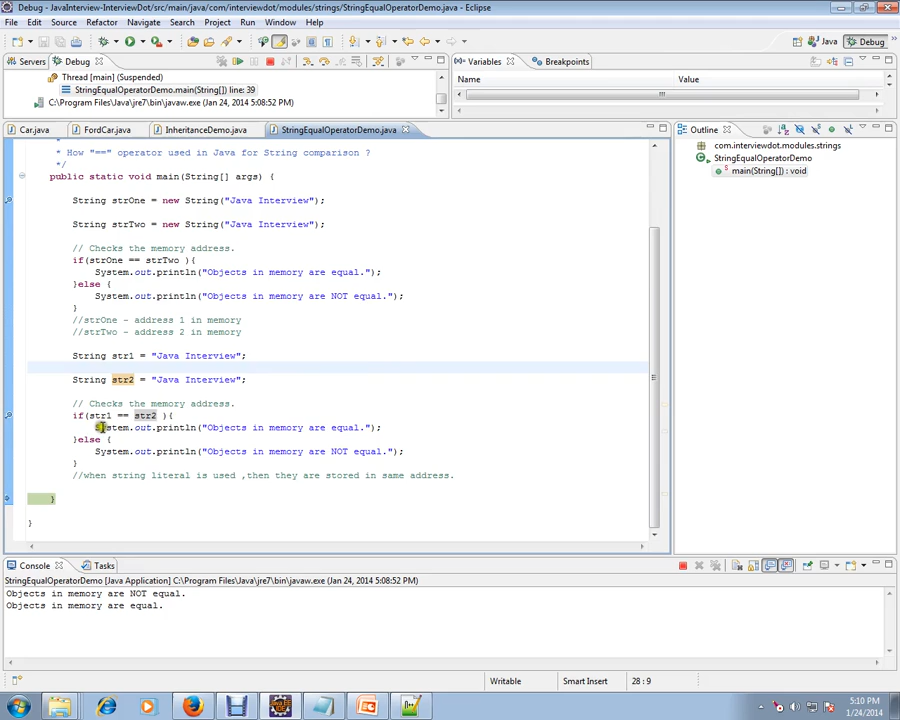 Debug - JavaInterview-InterviewDot/src/main/java/com/interviewdot/modules/strings/StringEqualOperatorDemo.java - Eclipse
File Edit Source Refactor Navigate Search Project Run Window Help
Java Debug
Servers Debug
Thread [main] (Suspended)
StringEqualOperatorDemo.main(String[]) line: 39
C:\Program Files\Java\jre7\bin\javaw.exe (Jan 24, 2014 5:08:52 PM)
Variables Breakpoints
Name Value
Car.java FordCar.java InheritanceDemo.java StringEqualOperatorDemo.java
* How "==" operator used in Java for String comparison ?
*/
public static void main(String[] args) {
String strOne = new String("Java Interview");
String strTwo = new String("Java Interview");
// Checks the memory address.
if(strOne == strTwo ){
System.out.println("Objects in memory are equal.");
}else {
System.out.println("Objects in memory are NOT equal.");
}
//strOne - address 1 in memory
//strTwo - address 2 in memory
String str1 = "Java Interview";
String str2 = "Java Interview";
// Checks the memory address.
if(str1 == str2 ){
System.out.println("Objects in memory are equal.");
}else {
System.out.println("Objects in memory are NOT equal.");
}
//when string literal is used ,then they are stored in same address.
}
}
Outline
com.interviewdot.modules.strings
StringEqualOperatorDemo
main(String[]) : void
Console Tasks
StringEqualOperatorDemo [Java Application] C:\Program Files\Java\jre7\bin\javaw.exe (Jan 24, 2014 5:08:52 PM)
Objects in memory are NOT equal.
Objects in memory are equal.
Writable Smart Insert 28 : 9
5:10 PM
1/24/2014